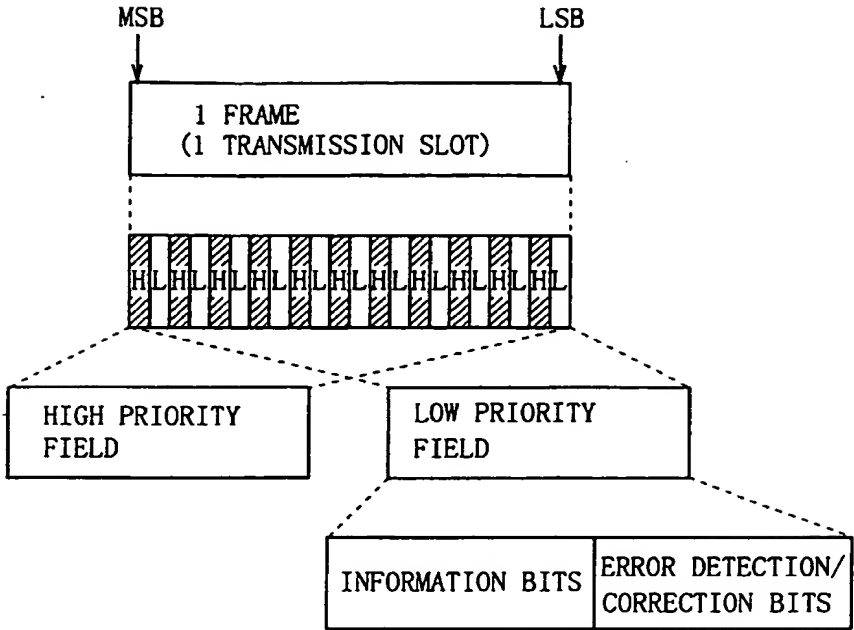 MSB LSB
1 FRAME
(1 TRANSMISSION SLOT)
H L H L H L H L H L H L H L H L H L H L H L
HIGH PRIORITY
FIELD
LOW PRIORITY
FIELD
INFORMATION BITS
ERROR DETECTION/
CORRECTION BITS